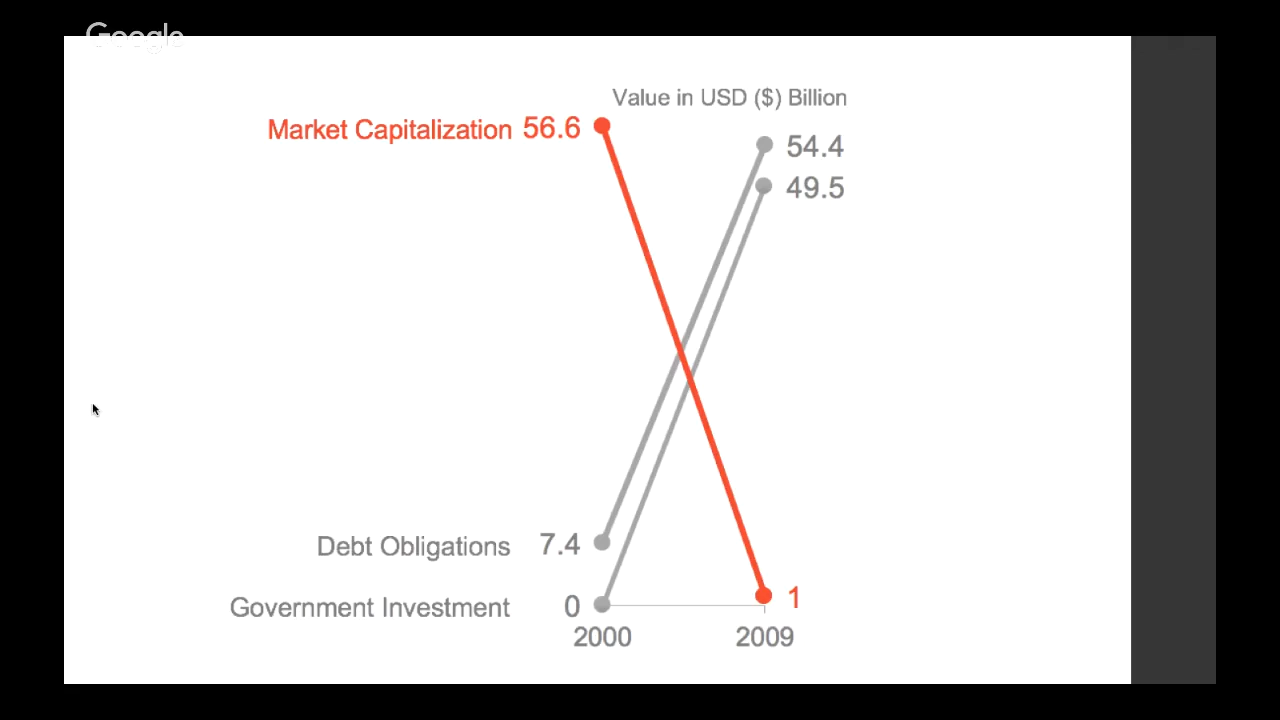 Google
Value in USD ($) Billion
Market Capitalization 56.6
54.4
49.5
Debt Obligations 7.4
Government Investment 0
1
2000 2009